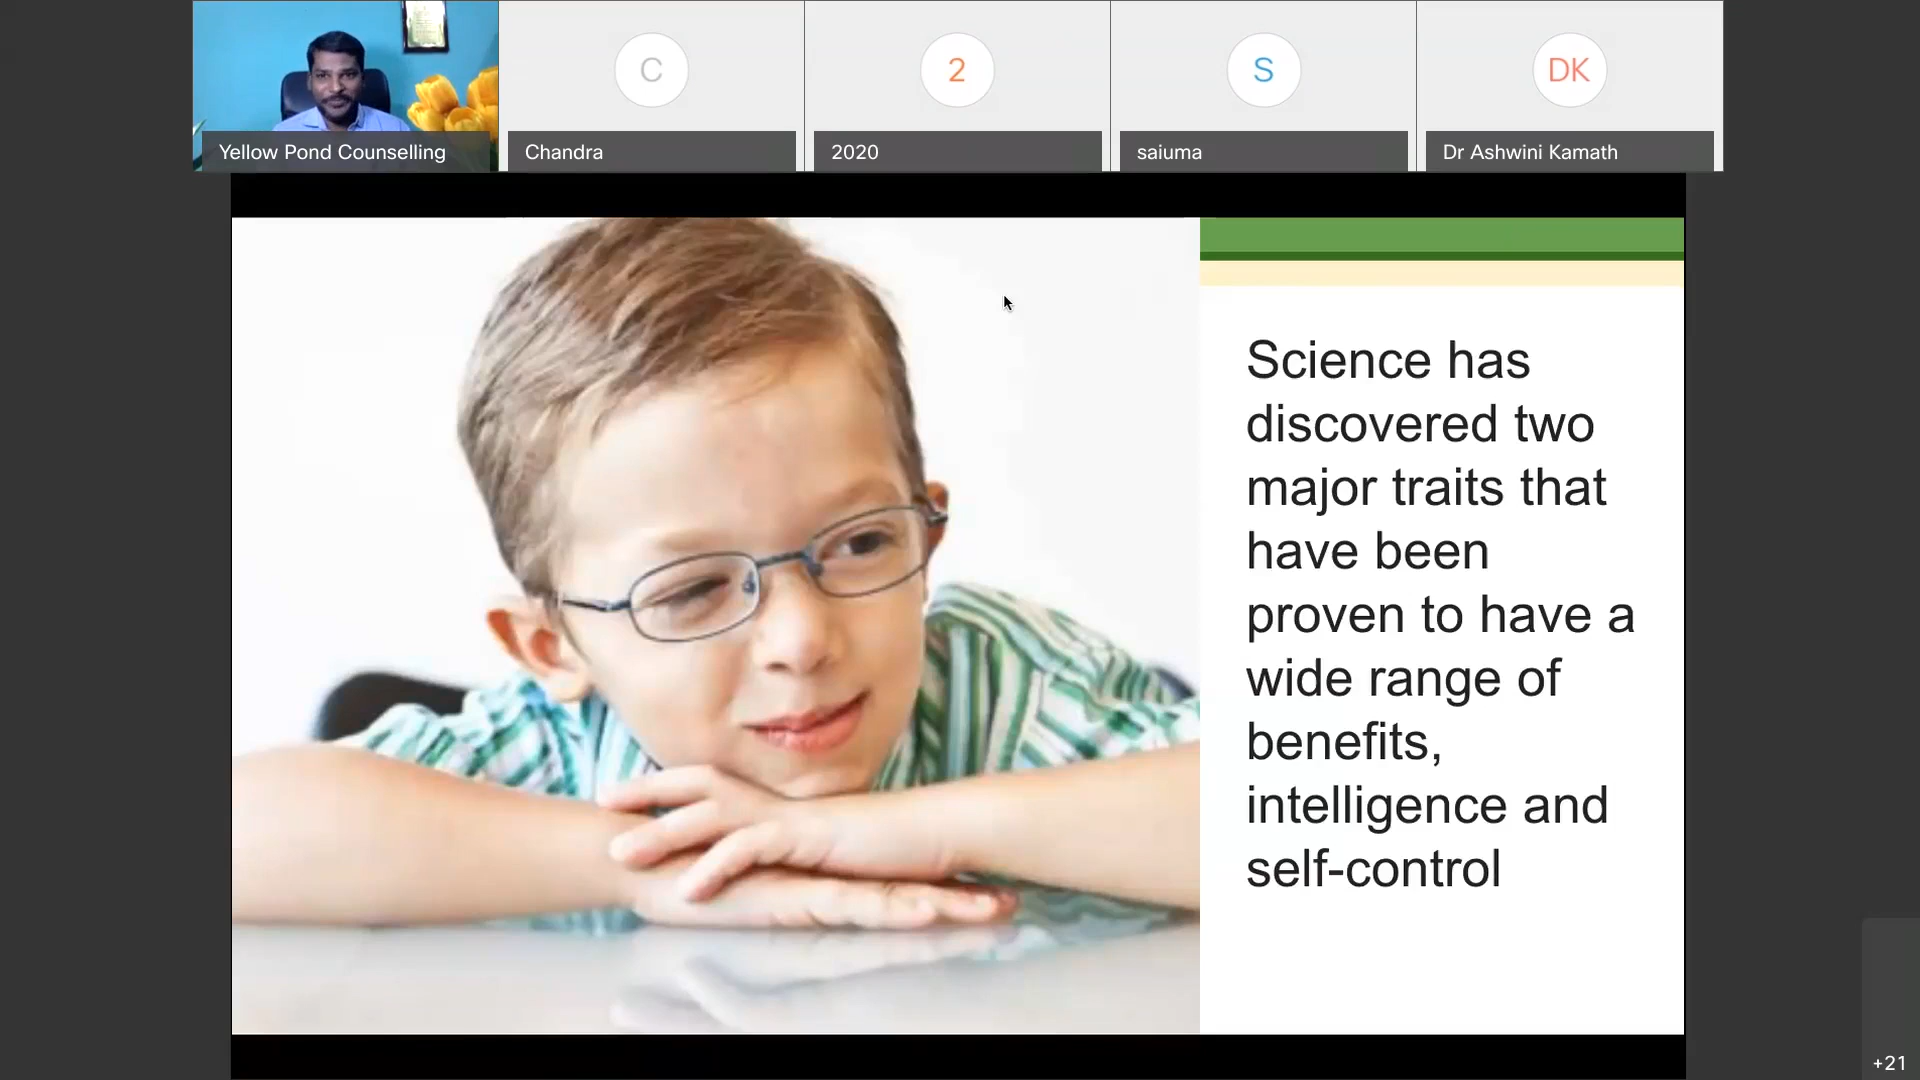 C
2
S
DK
Yellow Pond Counselling
Chandra
2020
saiuma
Dr Ashwini Kamath
Science has
discovered two
major traits that
have been
proven to have a
wide range of
benefits,
intelligence and
self-control
+21